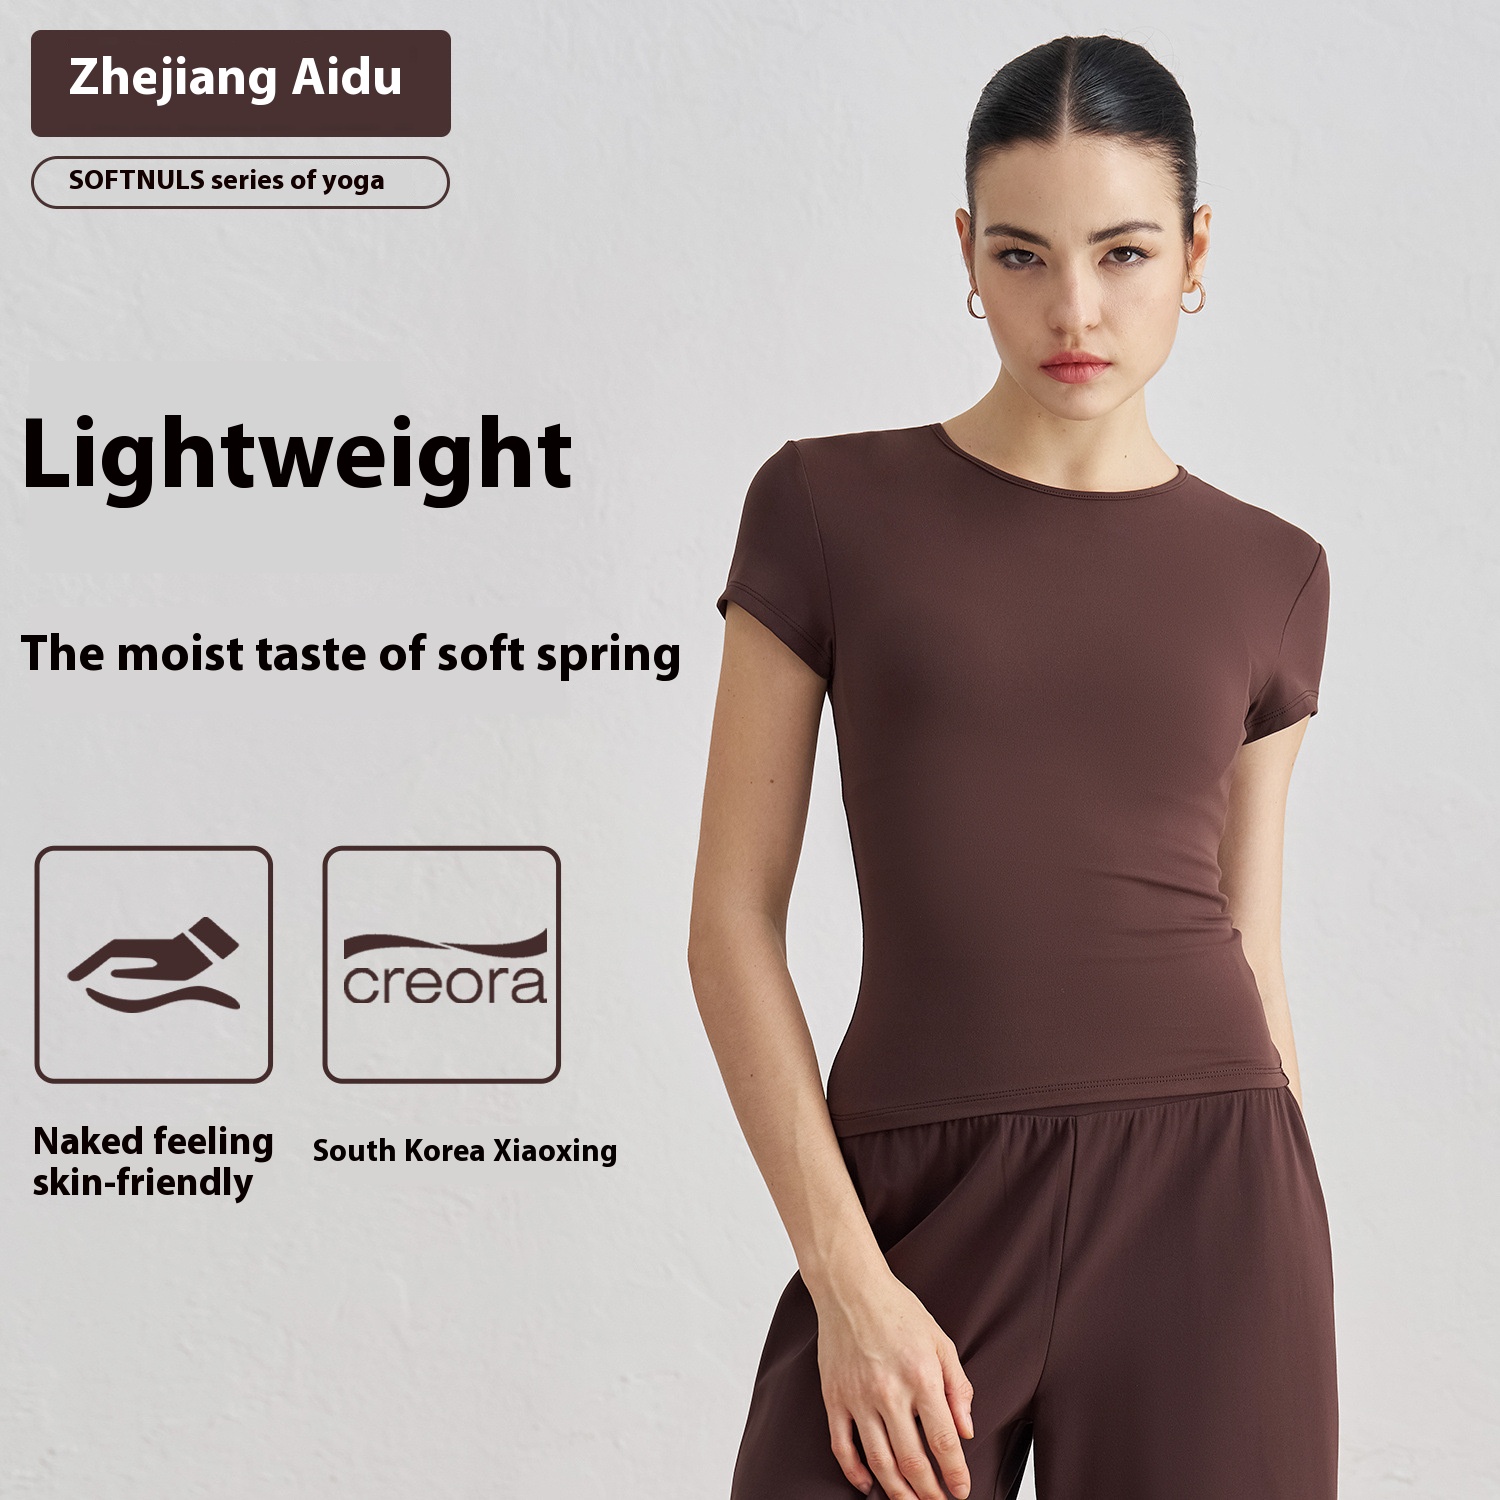 Zhejiang Aidu
SOFTNULS series of yoga
Lightweight
The moist taste of soft spring
creora
Naked feeling
skin-friendly
South Korea Xiaoxing